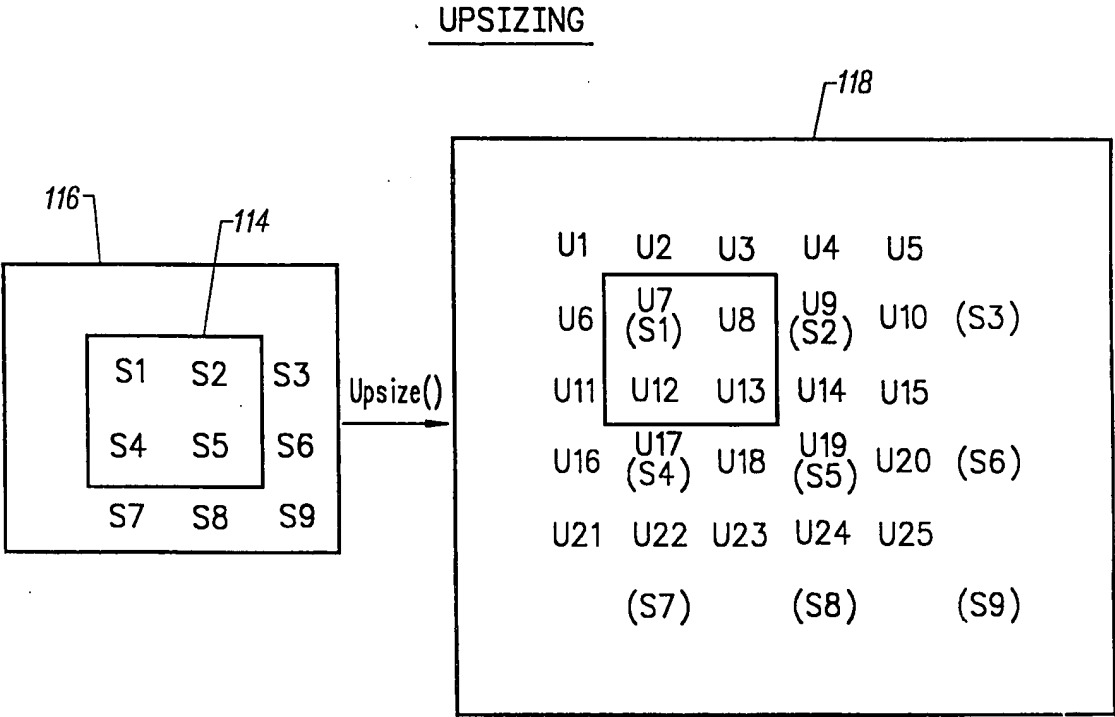 UPSIZING
118
116
114
S1 S2 S3
S4 S5 S6
S7 S8 S9
Upsize()
U1 U2 U3 U4 U5
U6 U7 U8 U9 U10 (S3)
(S1) (S2)
U11 U12 U13 U14 U15
U16 U17 U18 U19 U20 (S6)
(S4) (S5)
U21 U22 U23 U24 U25
(S7) (S8) (S9)